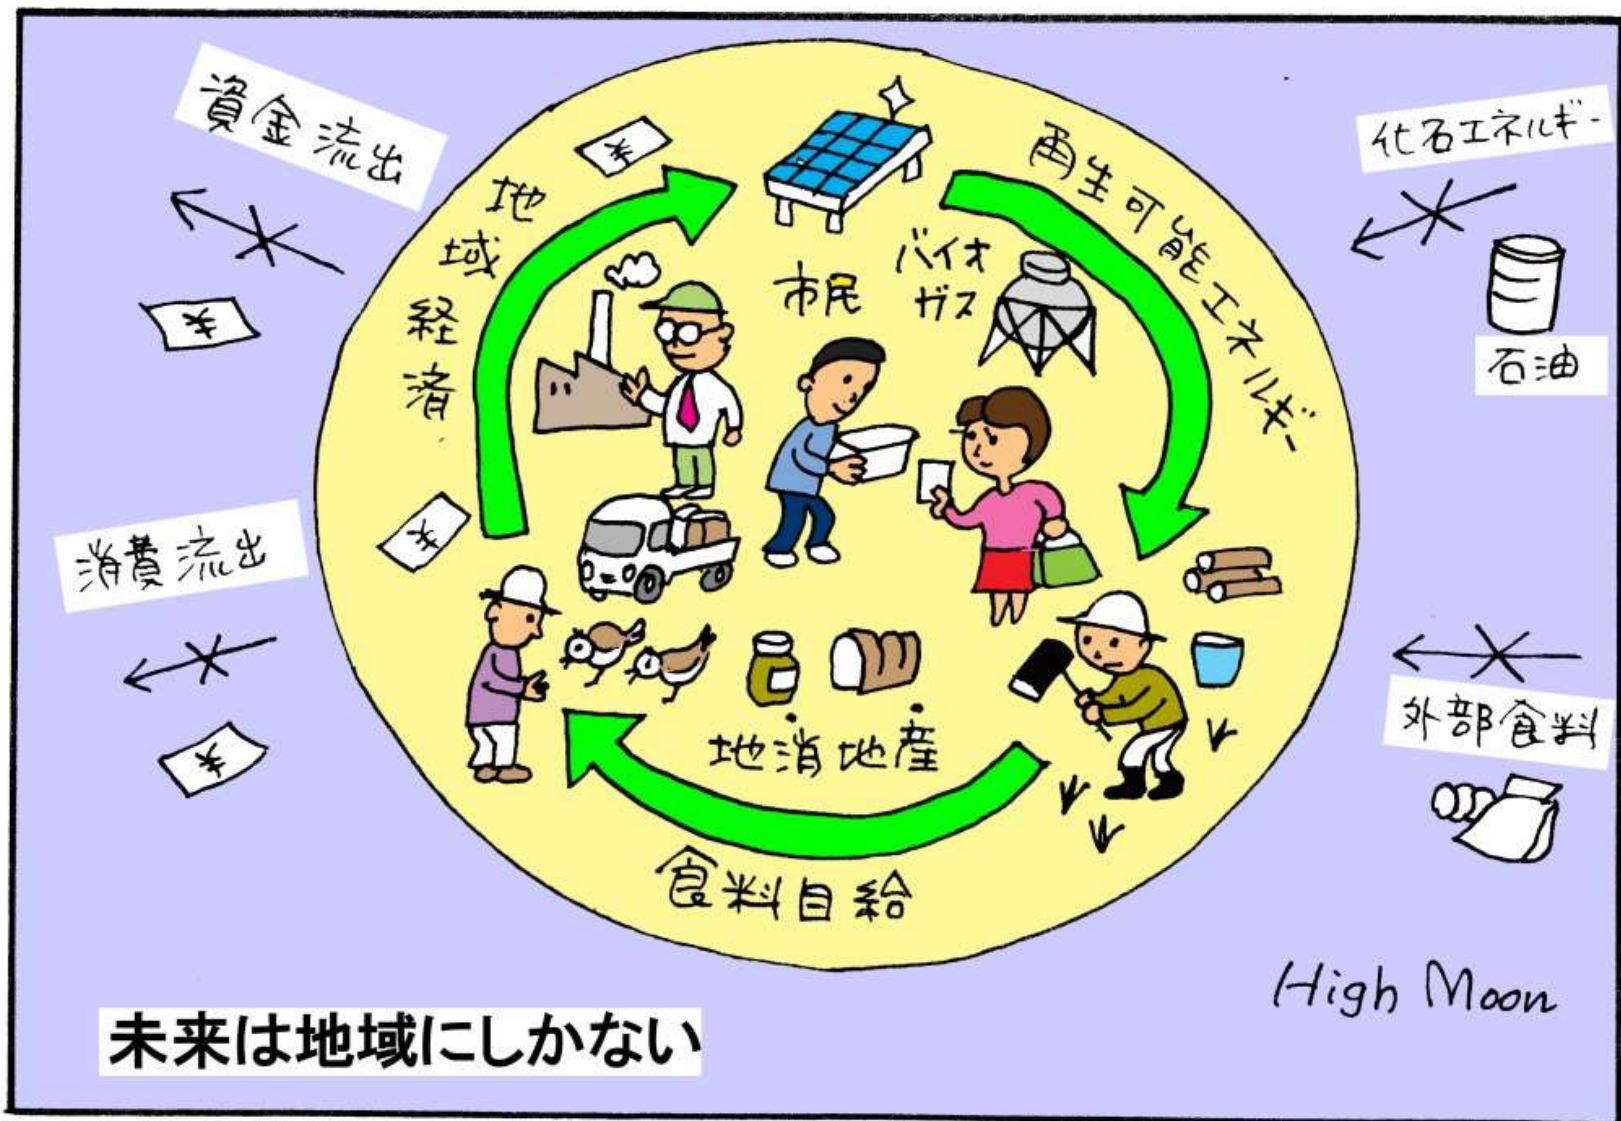 資金流出
¥
地域経済
¥
再生可能エネルギー
化石エネルギー
石油
市民
バイオ
ガス
¥
¥
消費流出
¥
地消地産
外部食料
食料自給
High Moon
未来は地域にしかない